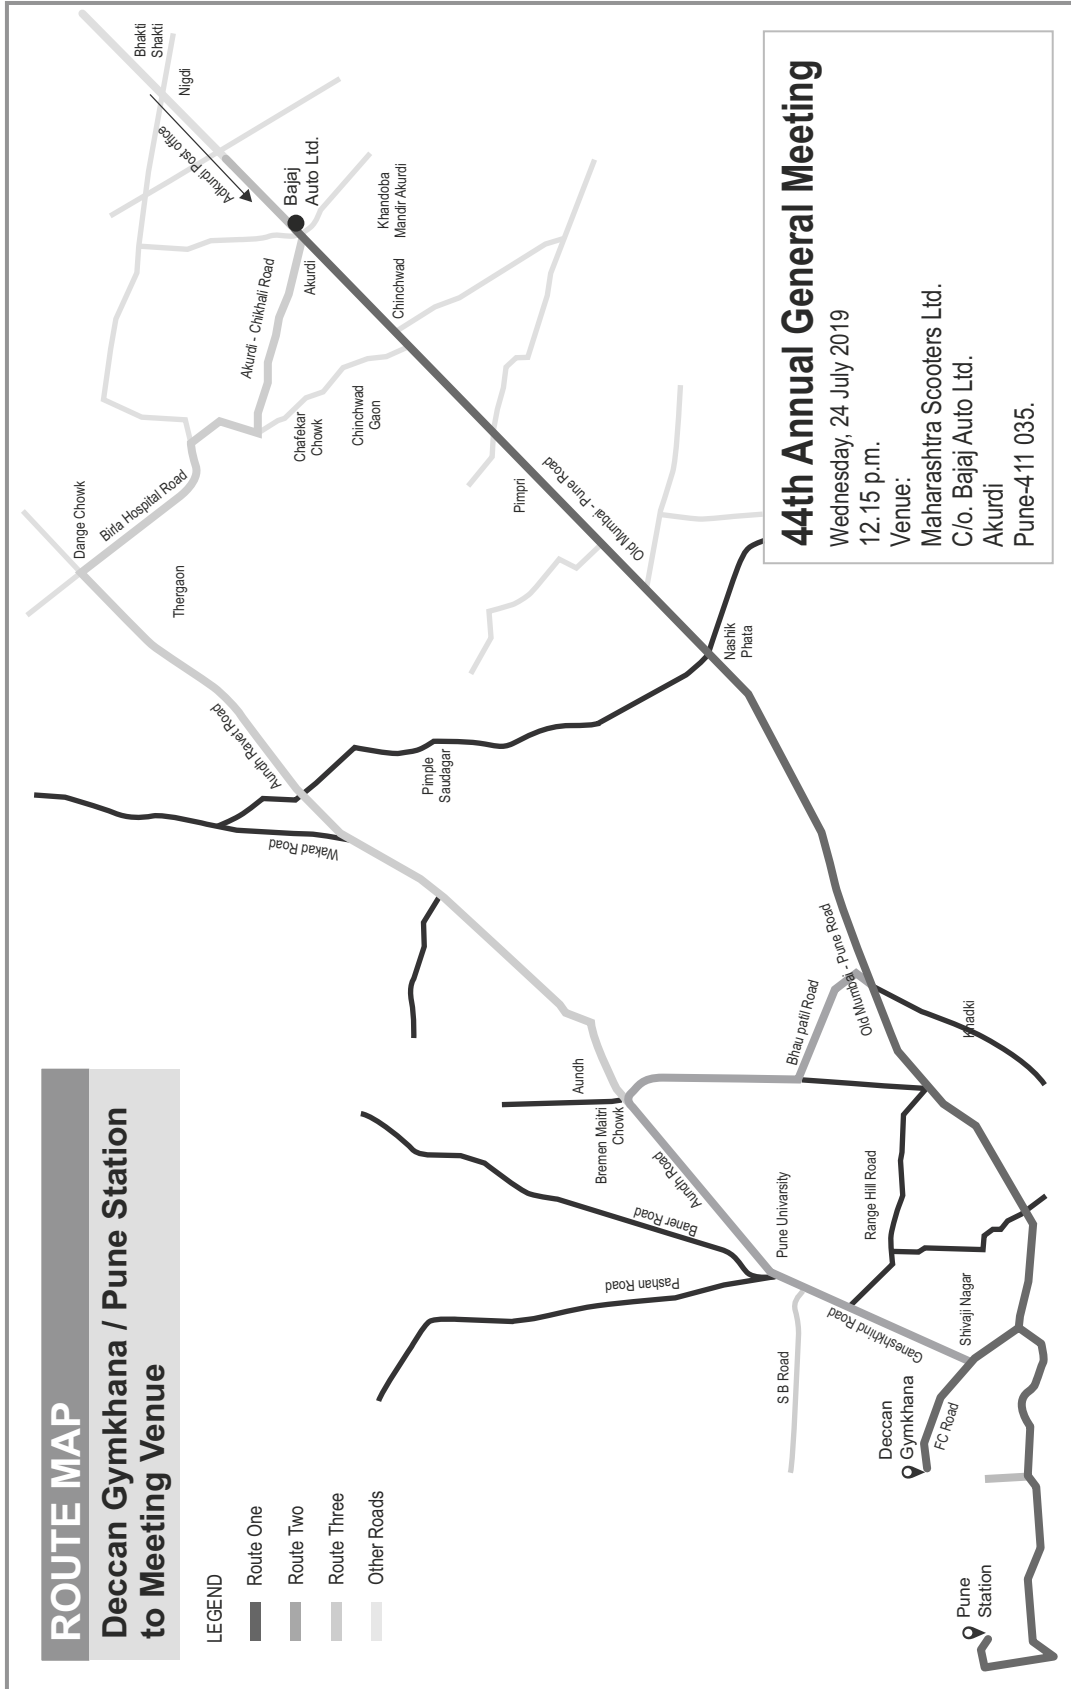 ROUTE MAP
Deccan Gymkhana / Pune Station
to Meeting Venue
LEGEND
Route One
Route Two
Route Three
Other Roads
Bhakti
Shakti
Nigdi
Adkurdi Post office
Bajaj
Auto Ltd.
Khandoba
Mandir Akurdi
Akurdi
Chinchwad
Akurdi - Chikhali Road
Chafekar
Chowk
Chinchwad
Gaon
Dange Chowk
Birla Hospital Road
Thergaon
Pimpri
Old Mumbai - Pune Road
Nashik
Phata
Aundh Ravet Road
Wakad Road
Pimple
Saudagar
Old Mumbai - Pune Road
Bhau patil Road
Khadki
Aundh
Bremen Maitri
Chowk
Aundh Road
Baner Road
Pashan Road
Pune University
Range Hill Road
Ganeshkhind Road
Shivaji Nagar
S B Road
Deccan
Gymkhana
FC Road
Pune
Station
44th Annual General Meeting
Wednesday, 24 July 2019
12.15 p.m.
Venue:
Maharashtra Scooters Ltd.
C/o. Bajaj Auto Ltd.
Akurdi
Pune-411 035.